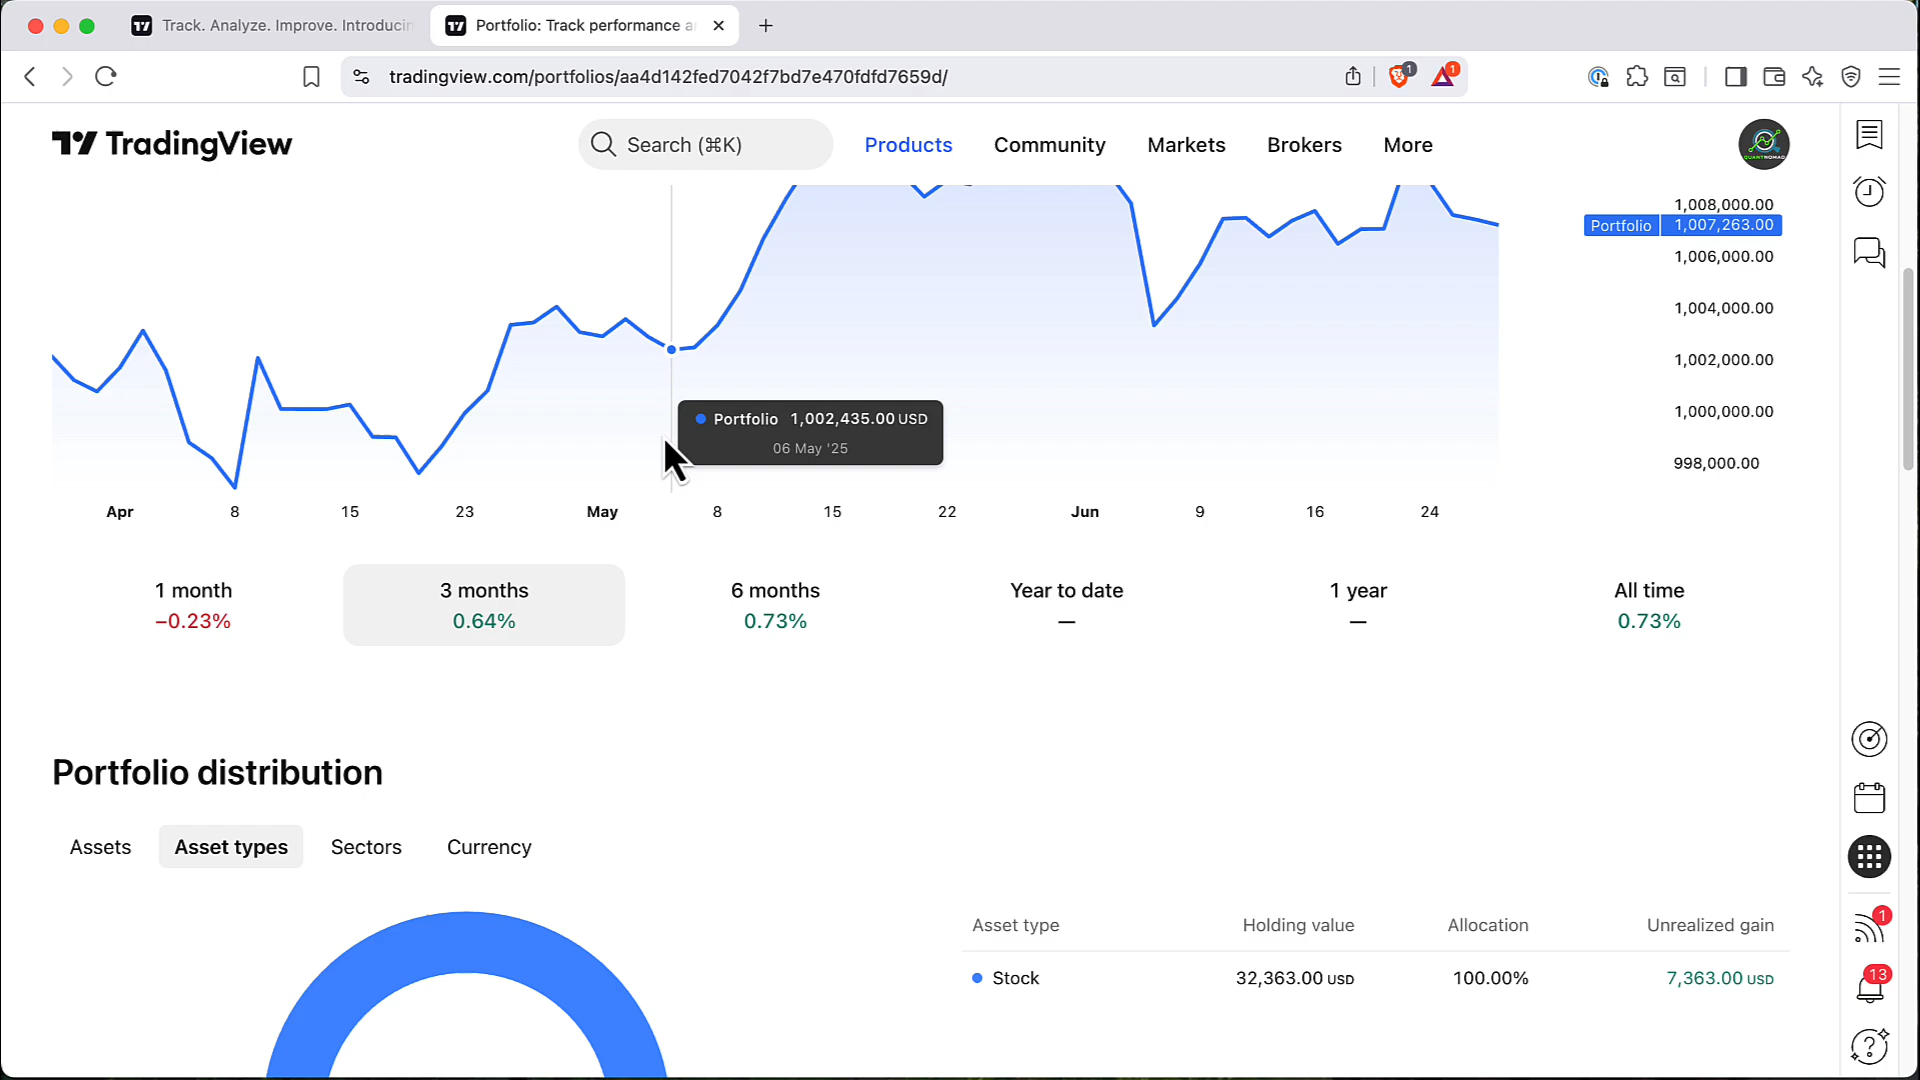 Track. Analyze. Improve. Introducin
Portfolio: Track performance a
tradingview.com/portfolios/aa4d142fed7042f7bd7e470fdfd7659d/
1
1
TradingView
Search (⌘K)
Products
Community
Markets
Brokers
More
QUANTNOMAD
1,008,000.00
Portfolio 1,007,263.00
1,006,000.00
1,004,000.00
1,002,000.00
1,000,000.00
998,000.00
Portfolio 1,002,435.00 USD
06 May '25
Apr 8 15 23 May 8 15 22 Jun 9 16 24
1 month
−0.23%
3 months
0.64%
6 months
0.73%
Year to date
—
1 year
—
All time
0.73%
Portfolio distribution
Assets
Asset types
Sectors
Currency
Asset type Holding value Allocation Unrealized gain
Stock 32,363.00 USD 100.00% 7,363.00 USD
1
13